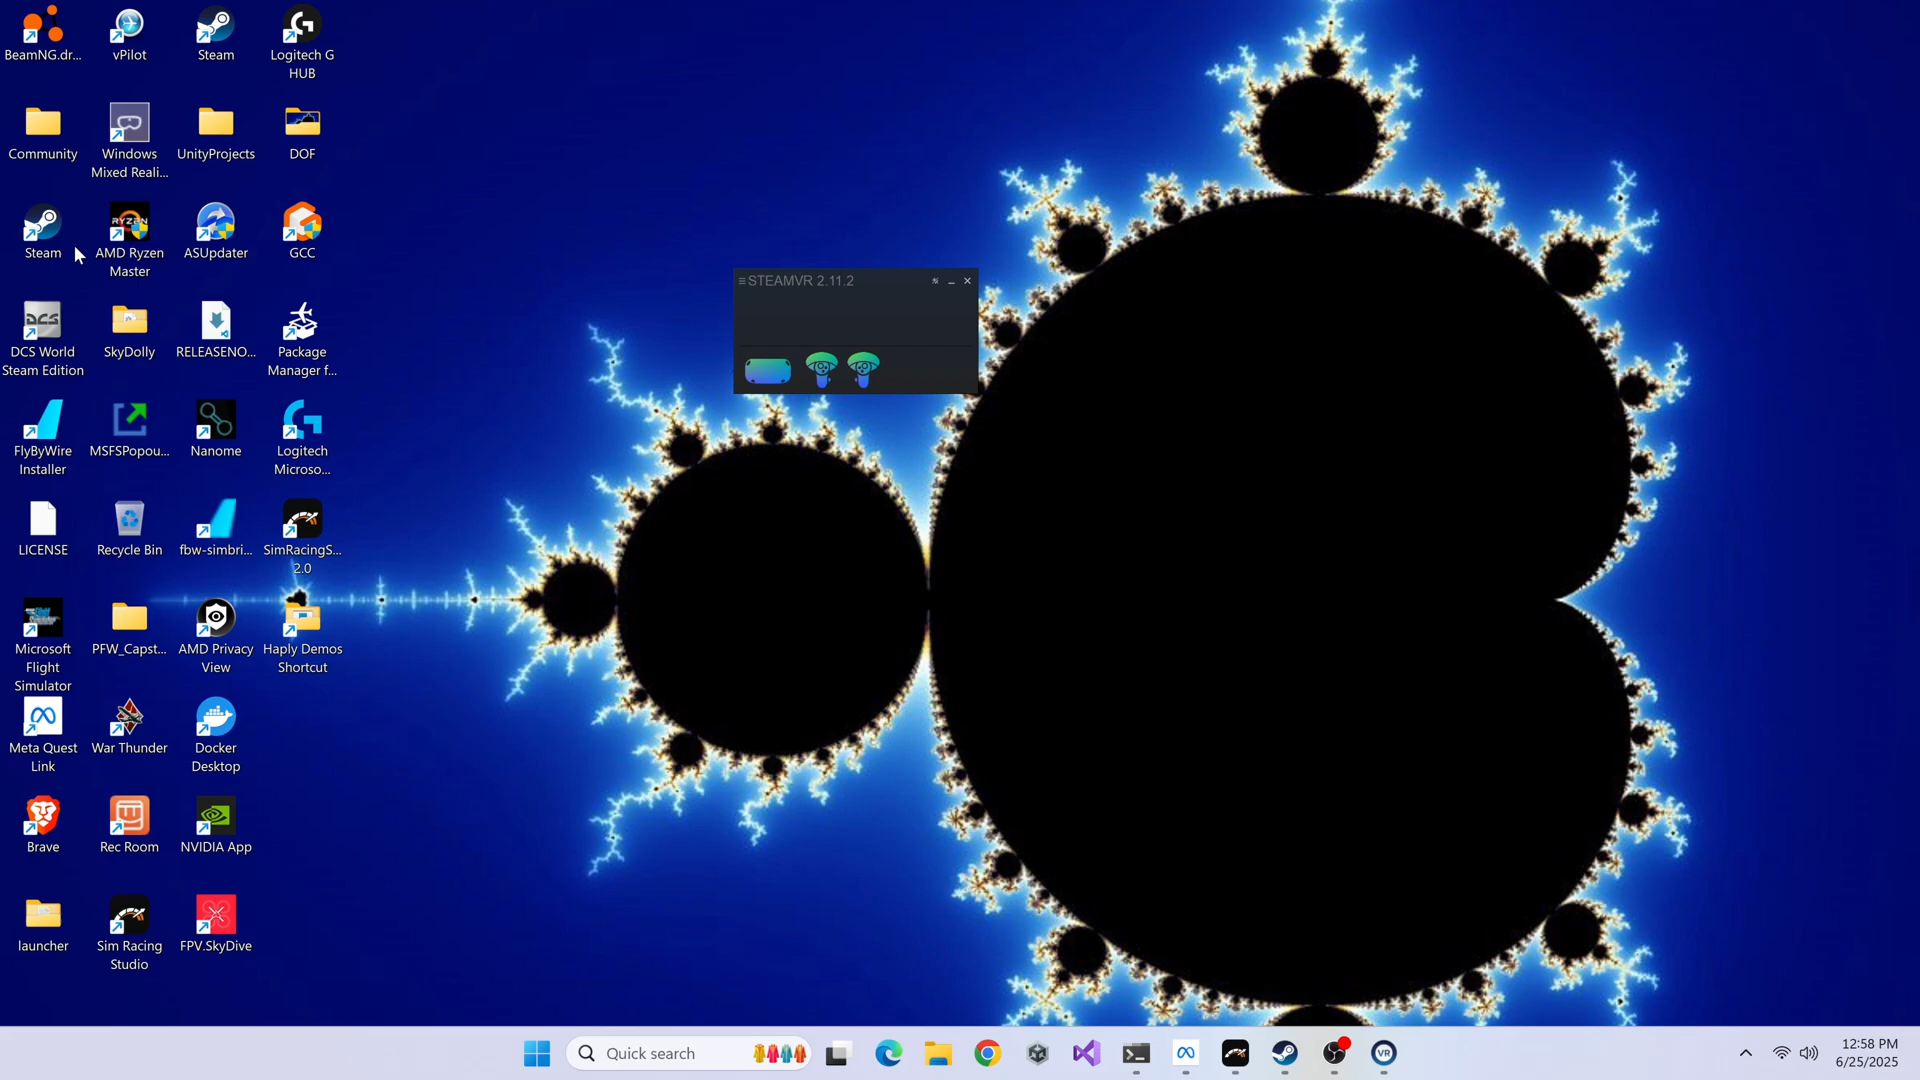 BeamNG.dr...
vPilot
Steam
Logitech G
HUB
Community
Windows
Mixed Reali...
UnityProjects
DOF
Steam
RYZEN
AMD Ryzen
Master
ASUpdater
GCC
DCS
DCS World
Steam Edition
SkyDolly
RELEASENO...
Package
Manager f...
FlyByWire
Installer
MSFSPopou...
Nanome
Logitech
Microso...
LICENSE
Recycle Bin
fbw-simbri...
SimRacingS...
2.0
Microsoft
Flight
Simulator
PFW_Capst...
AMD Privacy
View
Haply Demos
Shortcut
Meta Quest
Link
War Thunder
Docker
Desktop
Brave
Rec Room
NVIDIA App
launcher
Sim Racing
Studio
FPV.SkyDive
STEAMVR 2.11.2
Quick search
VR
12:58 PM
6/25/2025